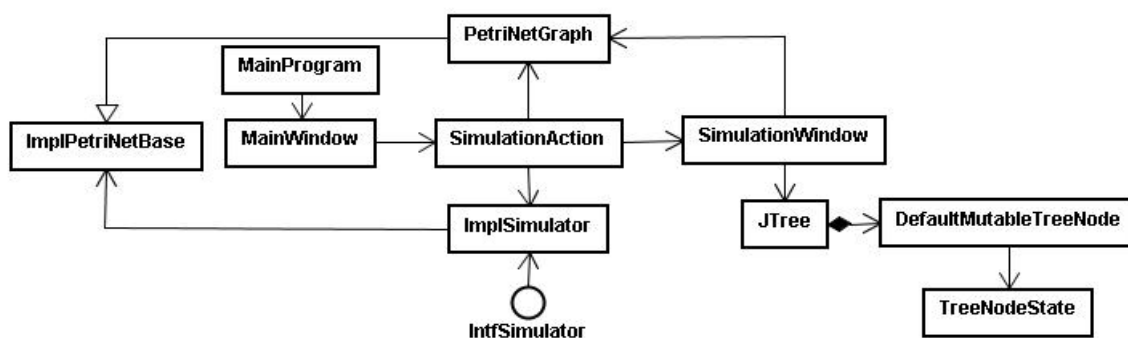 PetriNetGraph
MainProgram
ImplPetriNetBase
MainWindow
SimulationAction
SimulationWindow
ImplSimulator
JTree
DefaultMutableTreeNode
TreeNodeState
IntfSimulator